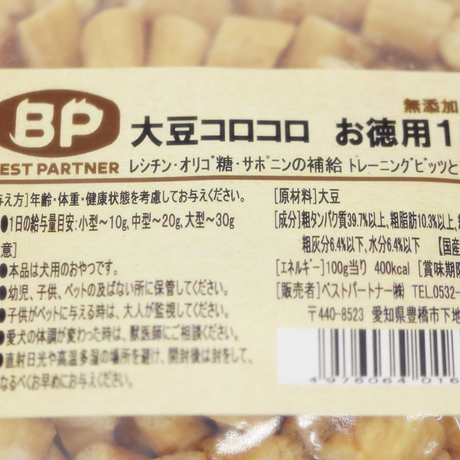 無添加
BP
大豆コロコロ お徳用1
EST PARTNER
レシチン・オリゴ糖・サポニンの補給 トレーニングビッツと
与え方]年齢・体重・健康状態を考慮してお与えください。
●1日の給与量目安:小型~10g,中型~20g,大型~30g
意]
●本品は犬用のおやつです。
●幼児、子供、ペットの及ばない所に保管してください。
●子供がペットに与える時は、大人が監視してください。
●愛犬の体調が変わった時は、獣医師にご相談ください。
●直射日光や高温多湿の場所を避け、開封後は封をして、
なるべくお早めにお与えください。
[原材料]大豆
[成分]粗タンパク質39.7%以上,粗脂肪10.3%以上,粗
粗灰分6.4%以下,水分6.4%以下 【国産
[エネルギー]100g当り 400kcal [賞味期限
[販売者]ベストパートナー㈱ TEL.0532-
〒440-8523 愛知県豊橋市下地
4 976064 016